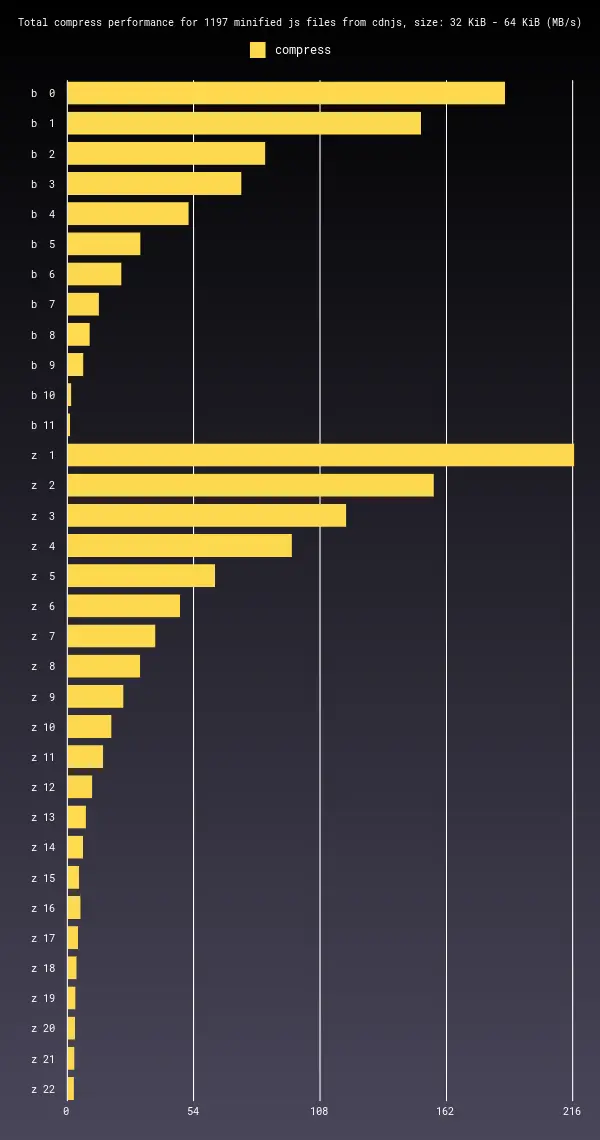 Total compress performance for 1197 minified js files from cdnjs, size: 32 KiB - 64 KiB (MB/s)
compress
b 0
b 1
b 2
b 3
b 4
b 5
b 6
b 7
b 8
b 9
b 10
b 11
z 1
z 2
z 3
z 4
z 5
z 6
z 7
z 8
z 9
z 10
z 11
z 12
z 13
z 14
z 15
z 16
z 17
z 18
z 19
z 20
z 21
z 22
0 54 108 162 216